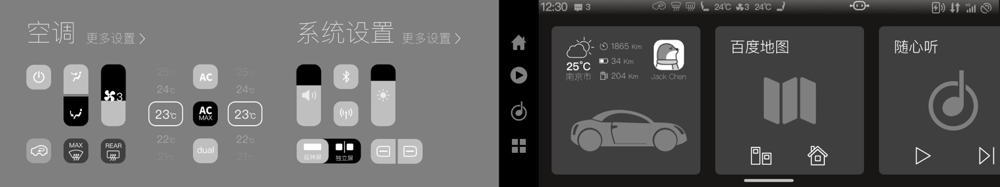 空调 更多设置
系统设置 更多设置
25℃ 25℃
24℃ AC 24℃
3
23℃ AC MAX 23℃
22℃ 22℃
MAX REAR dual
21℃ 21℃
延伸屏 独立屏
12:30 3 24℃ 3 24℃ 4G
1865 Km
34 Km
25°C
南京市 204 Km Jack Chen
百度地图
随心听